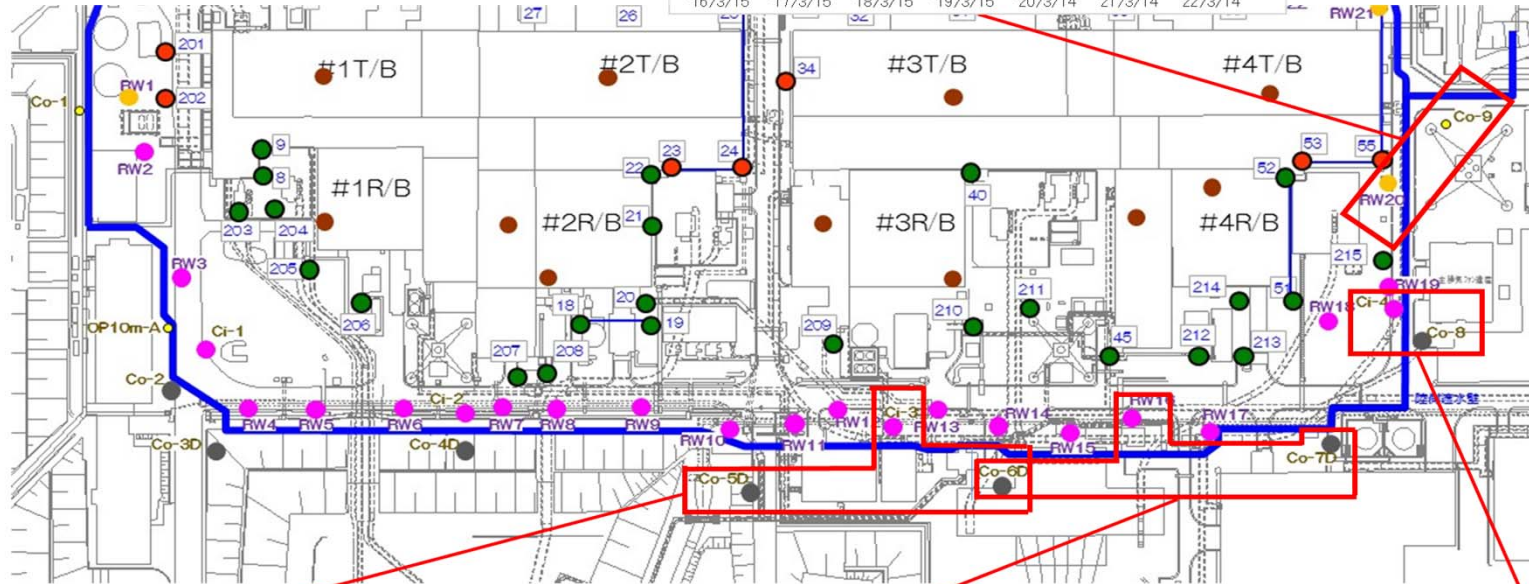 16/3/15 17/3/15 18/3/15 19/3/15 20/3/14 21/3/14 22/3/14
27 26
RW21
201
#1T/B #2T/B #3T/B #4T/B
34
RW1 202
Co-1
Co-9
RW2
9
8
203 204
#1R/B
22 23 24
21
#2R/B
40
#3R/B
52 53 55
#4R/B
RW20
215
RW3
205
206
OP10m-A
Ci-1
18 20 19
207 208
209
210 211
45
214 51
212 213
RW18
RW19
Ci-4
Co-8
Co-2
Ci-2
RW4 RW5 RW6 RW7 RW8 RW9
RW10 RW11 RW12
Ci-3
RW13 RW14
RW15
RW16
RW17
Co-3D Co-4D Co-5D Co-6D Co-7D